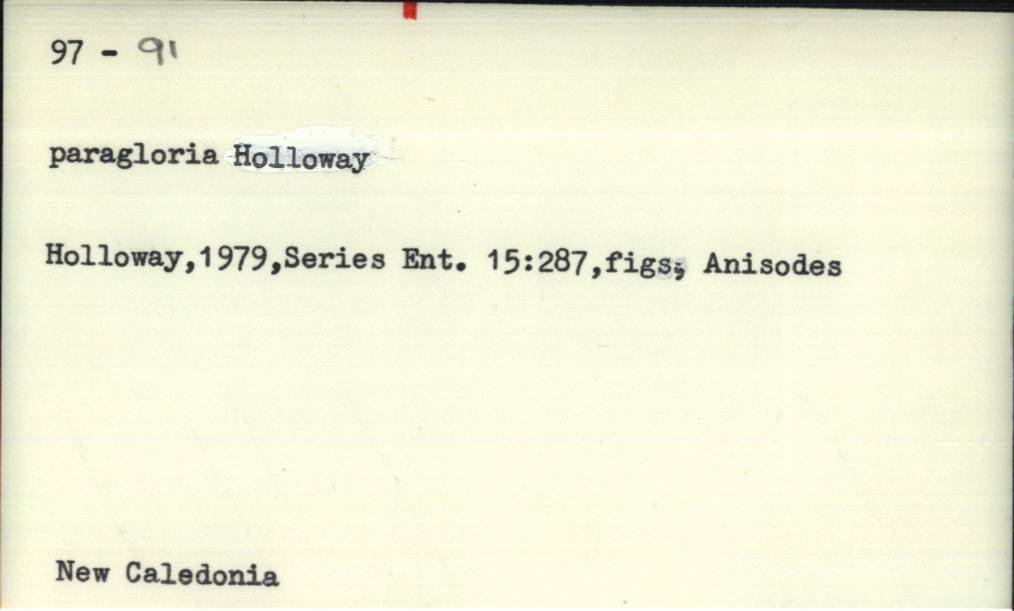 97 - 91
paragloria Holloway
Holloway,1979,Series Ent. 15:287,figs; Anisodes
New Caledonia